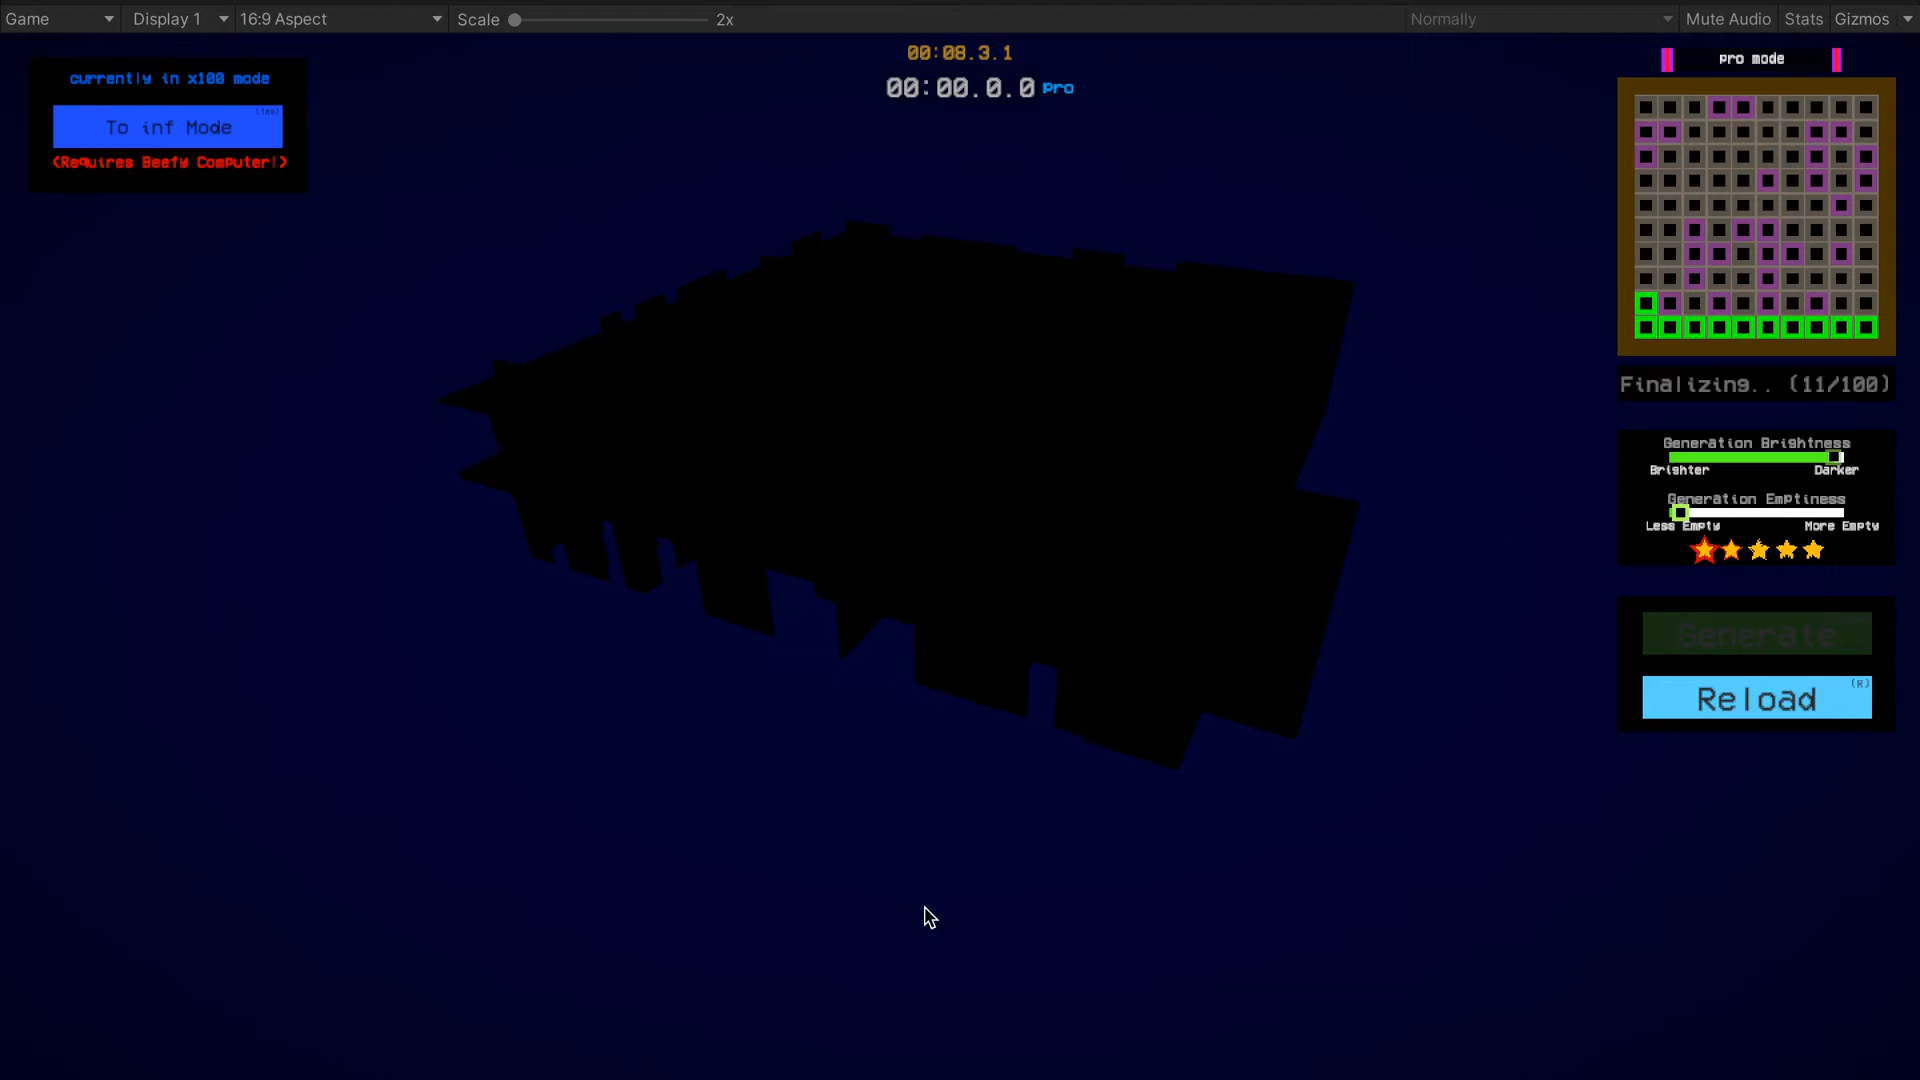 Game Display 1 16:9 Aspect Scale 2x Normally Mute Audio Stats Gizmos
00:08.3.1
00:00.0.0 pro
currently in x100 mode
(Tab)
To inf Mode
(Requires Beefy Computer!)
pro mode
Finalizing.. (11/100)
Generation Brightness
Brighter Darker
Generation Emptiness
Less Empty More Empty
Generate
(R)
Reload